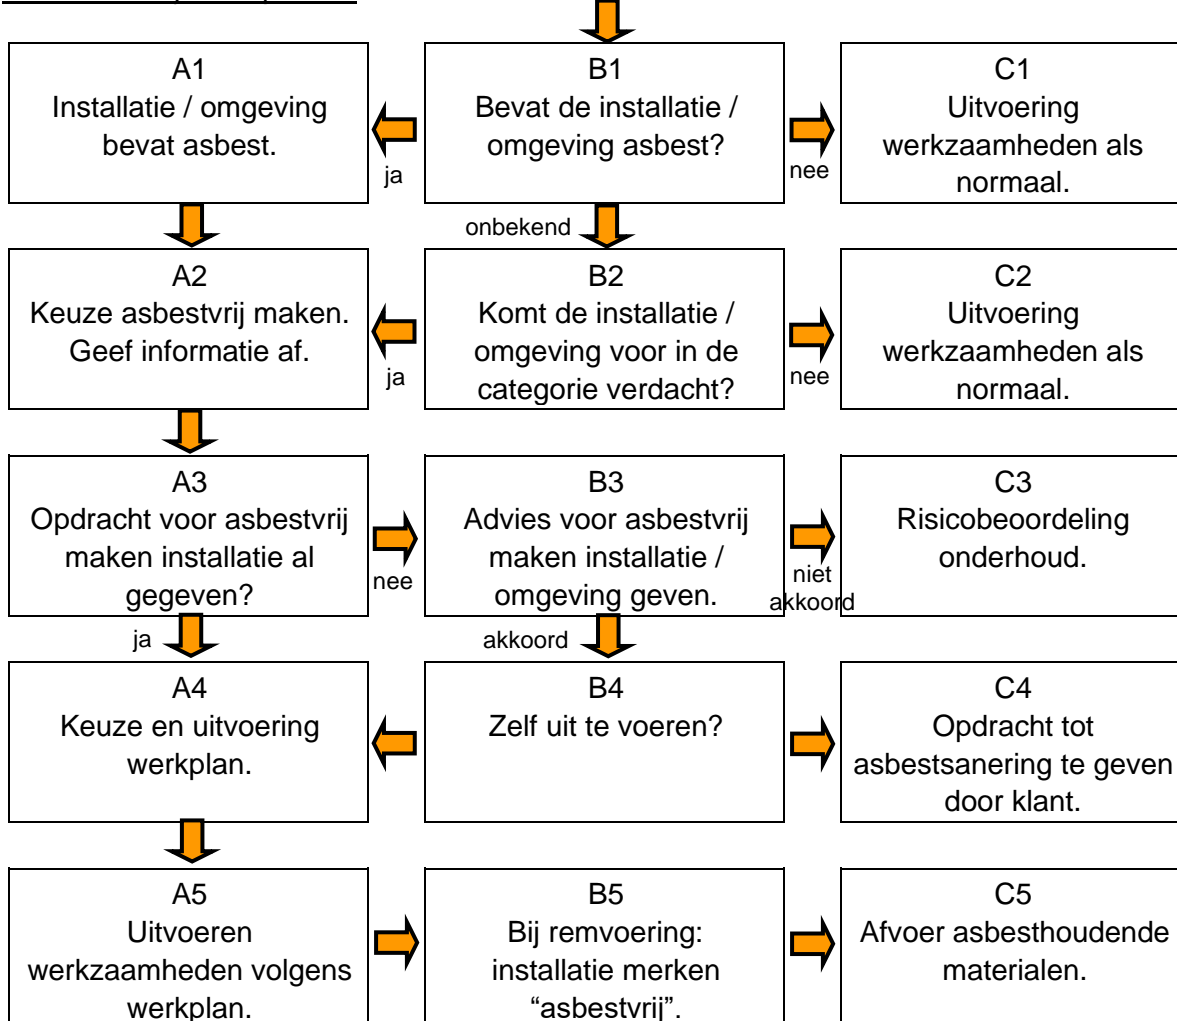 A1
Installatie / omgeving
bevat asbest.
ja
B1
Bevat de installatie /
omgeving asbest?
nee
C1
Uitvoering
werkzaamheden als
normaal.
onbekend
A2
Keuze asbestvrij maken.
Geef informatie af.
ja
B2
Komt de installatie /
omgeving voor in de
categorie verdacht?
nee
C2
Uitvoering
werkzaamheden als
normaal.
A3
Opdracht voor asbestvrij
maken installatie al
gegeven?
nee
B3
Advies voor asbestvrij
maken installatie /
omgeving geven.
niet
akkoord
C3
Risicobeoordeling
onderhoud.
ja
akkoord
A4
Keuze en uitvoering
werkplan.
B4
Zelf uit te voeren?
C4
Opdracht tot
asbestsanering te geven
door klant.
A5
Uitvoeren
werkzaamheden volgens
werkplan.
B5
Bij remvoering:
installatie merken
“asbestvrij”.
C5
Afvoer asbesthoudende
materialen.